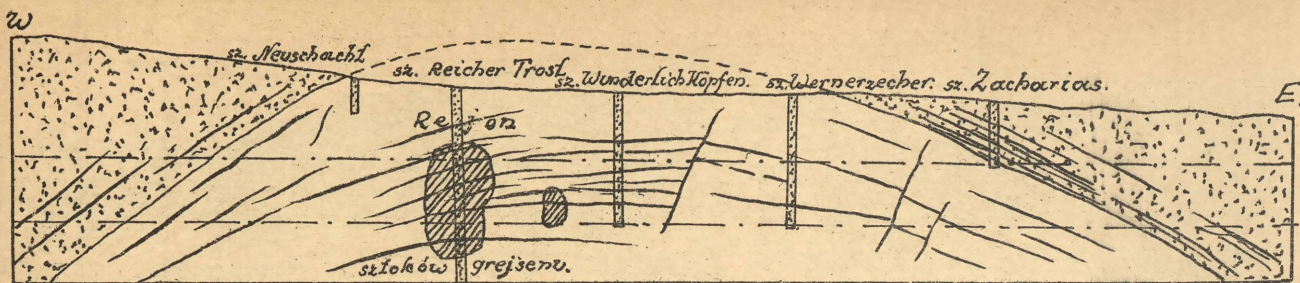 W
sz. Neuschacht
sz. Reicher Trost
sz. Wunderlich Köpfen.
sz. Wernerzecher.
sz. Zacharias.
E.
Rejon
sztoków grejsenu.